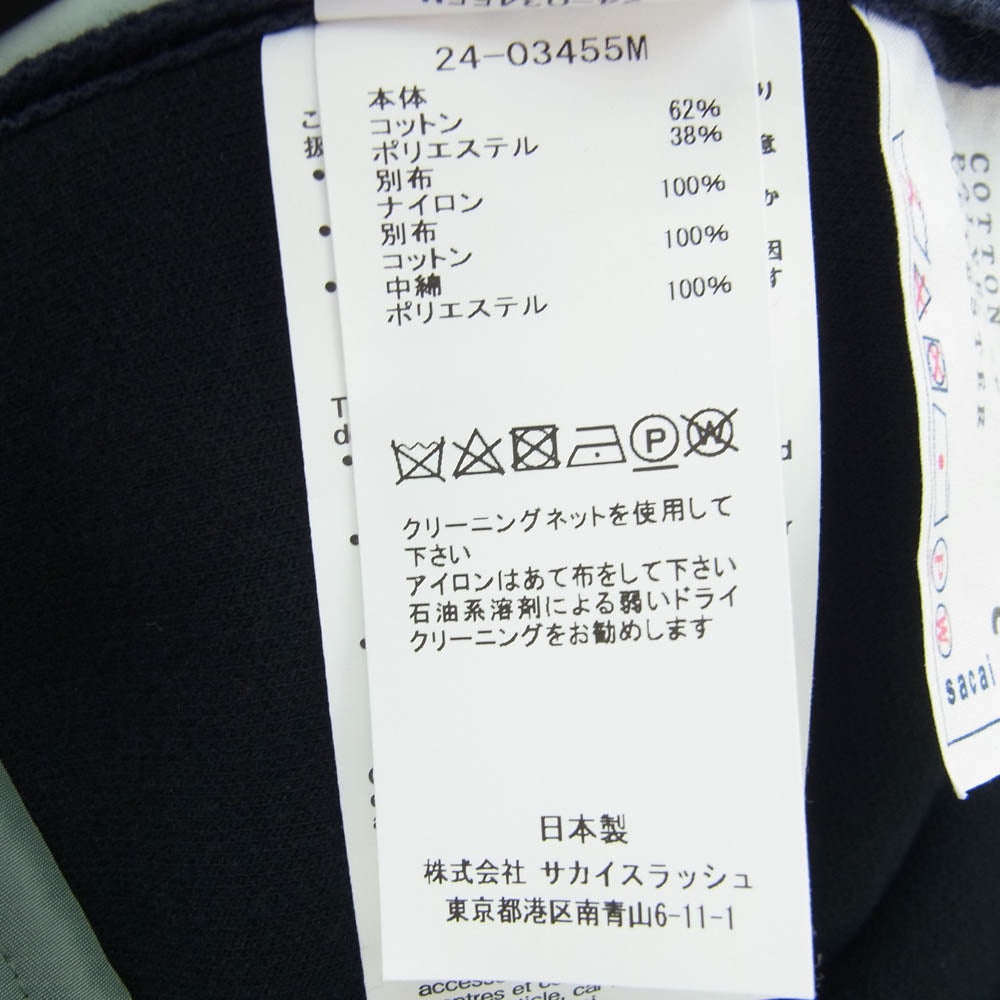 24-03455M
本体
コットン 62%
ポリエステル 38%
別布
ナイロン 100%
別布
コットン 100%
中綿
ポリエステル 100%
P W
クリーニングネットを使用して
下さい
アイロンはあて布をして下さい
石油系溶剤による弱いドライ
クリーニングをお勧めします
日本製
株式会社 サカイスラッシュ
東京都港区南青山6-11-1
COTTON
P
W
sacai